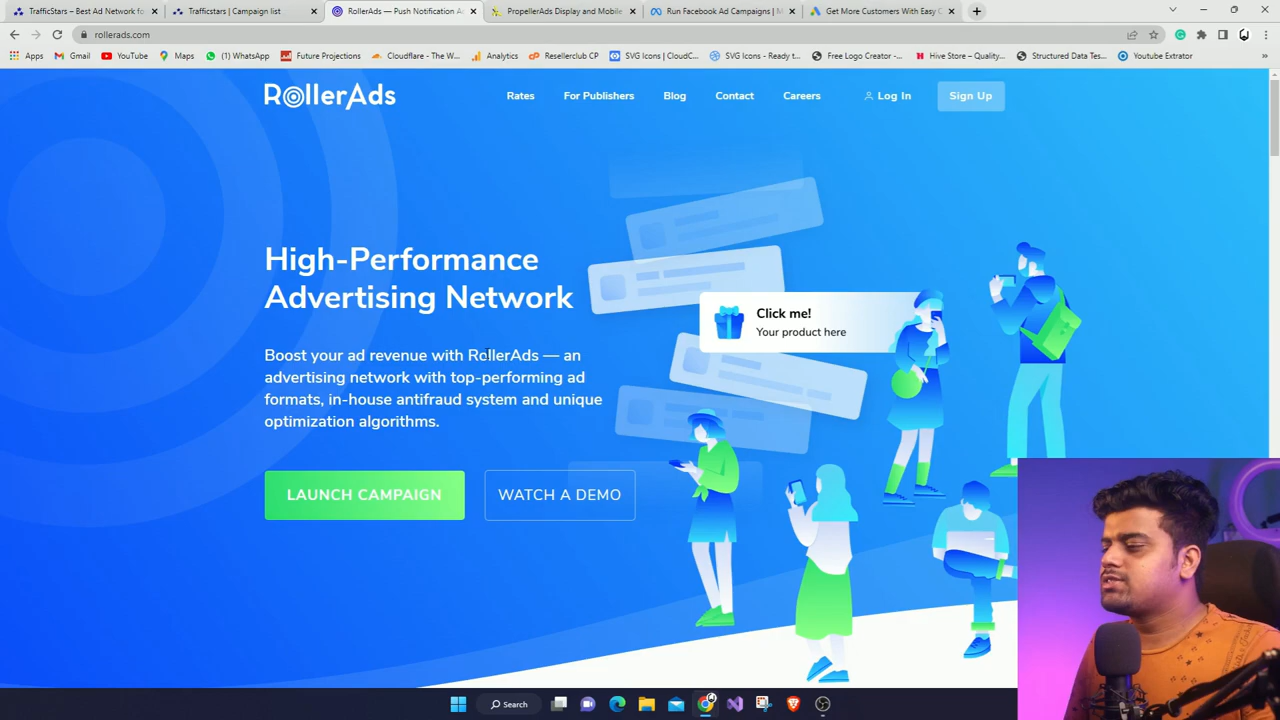 TrafficStars – Best Ad Network fo
Trafficstars | Campaign list
RollerAds — Push Notification A
PropellerAds Display and Mobile
Run Facebook Ad Campaigns | M
Get More Customers With Easy D
rollerads.com
Apps
Gmail
YouTube
Maps
(1) WhatsApp
Future Projections
Cloudflare - The W...
Analytics
Resellerclub CP
SVG Icons | CloudC...
SVG Icons - Ready t...
Free Logo Creator -...
Hive Store – Quality...
Structured Data Tes...
Youtube Extrator
»
RollerAds
Rates
For Publishers
Blog
Contact
Careers
Log In
Sign Up
High-Performance
Advertising Network
Click me!
Your product here
Boost your ad revenue with RollerAds — an
advertising network with top-performing ad
formats, in-house antifraud system and unique
optimization algorithms.
LAUNCH CAMPAIGN
WATCH A DEMO
Search